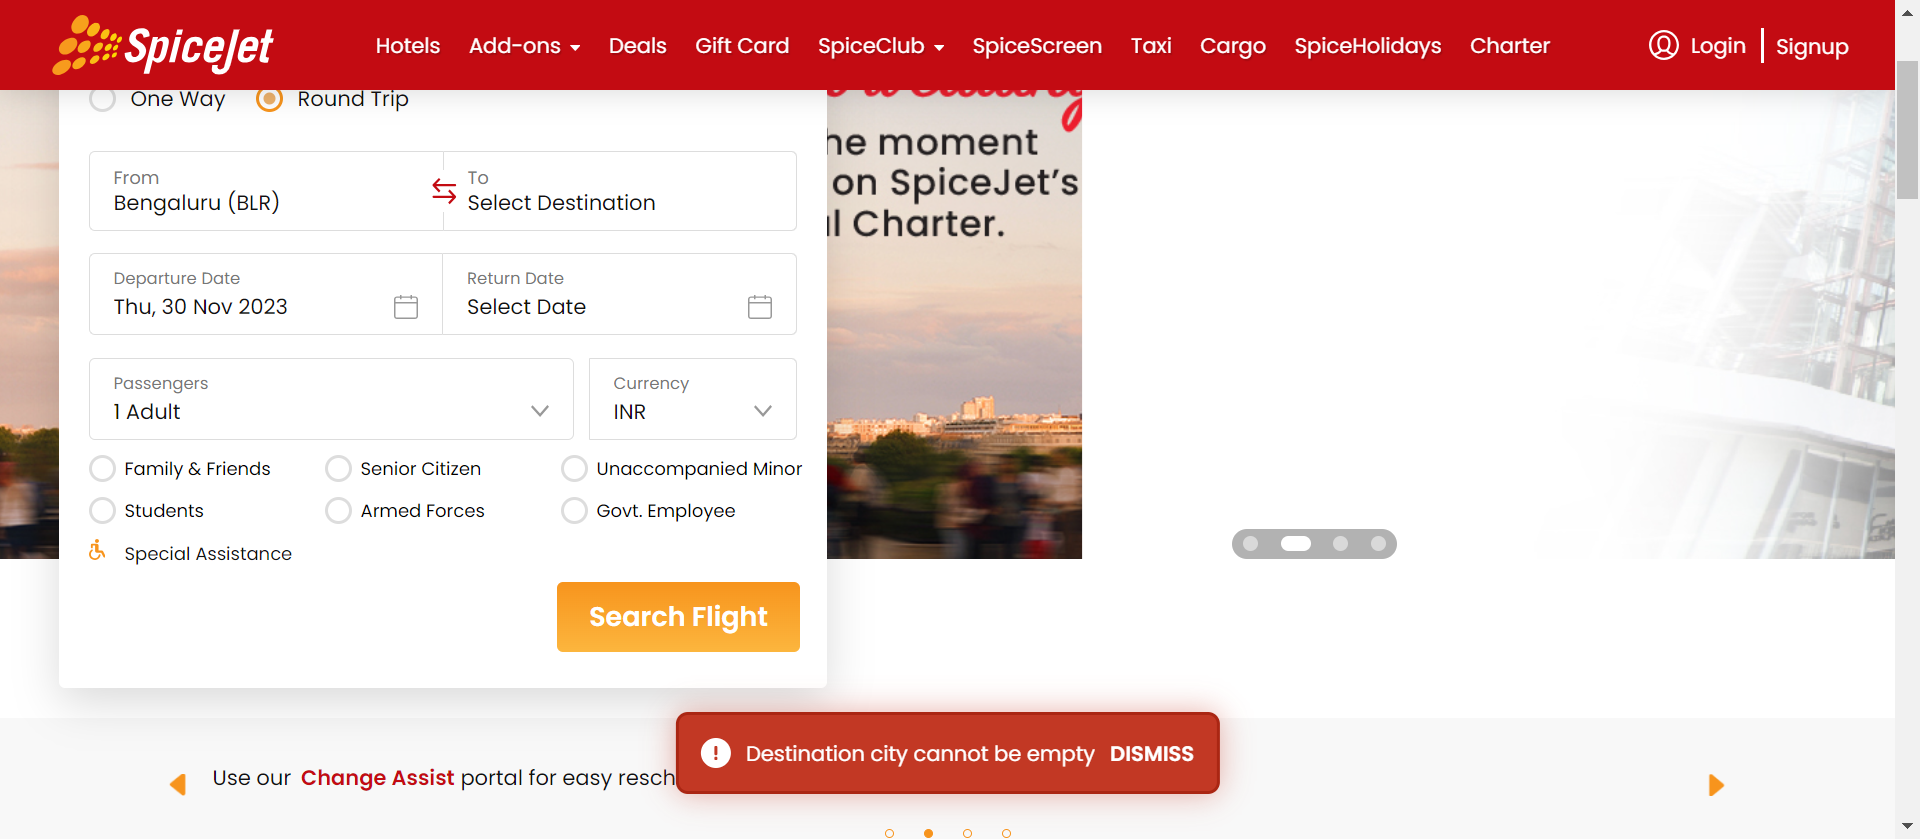 SpiceJet
Hotels Add-ons Deals Gift Card SpiceClub SpiceScreen Taxi Cargo SpiceHolidays Charter Login Signup
One Way Round Trip
he moment
on SpiceJet's
l Charter.
From
Bengaluru (BLR)
To
Select Destination
Departure Date
Thu, 30 Nov 2023
Return Date
Select Date
Passengers
1 Adult
Currency
INR
Family & Friends Senior Citizen Unaccompanied Minor
Students Armed Forces Govt. Employee
Special Assistance
Search Flight
Destination city cannot be empty DISMISS
Use our Change Assist portal for easy resch